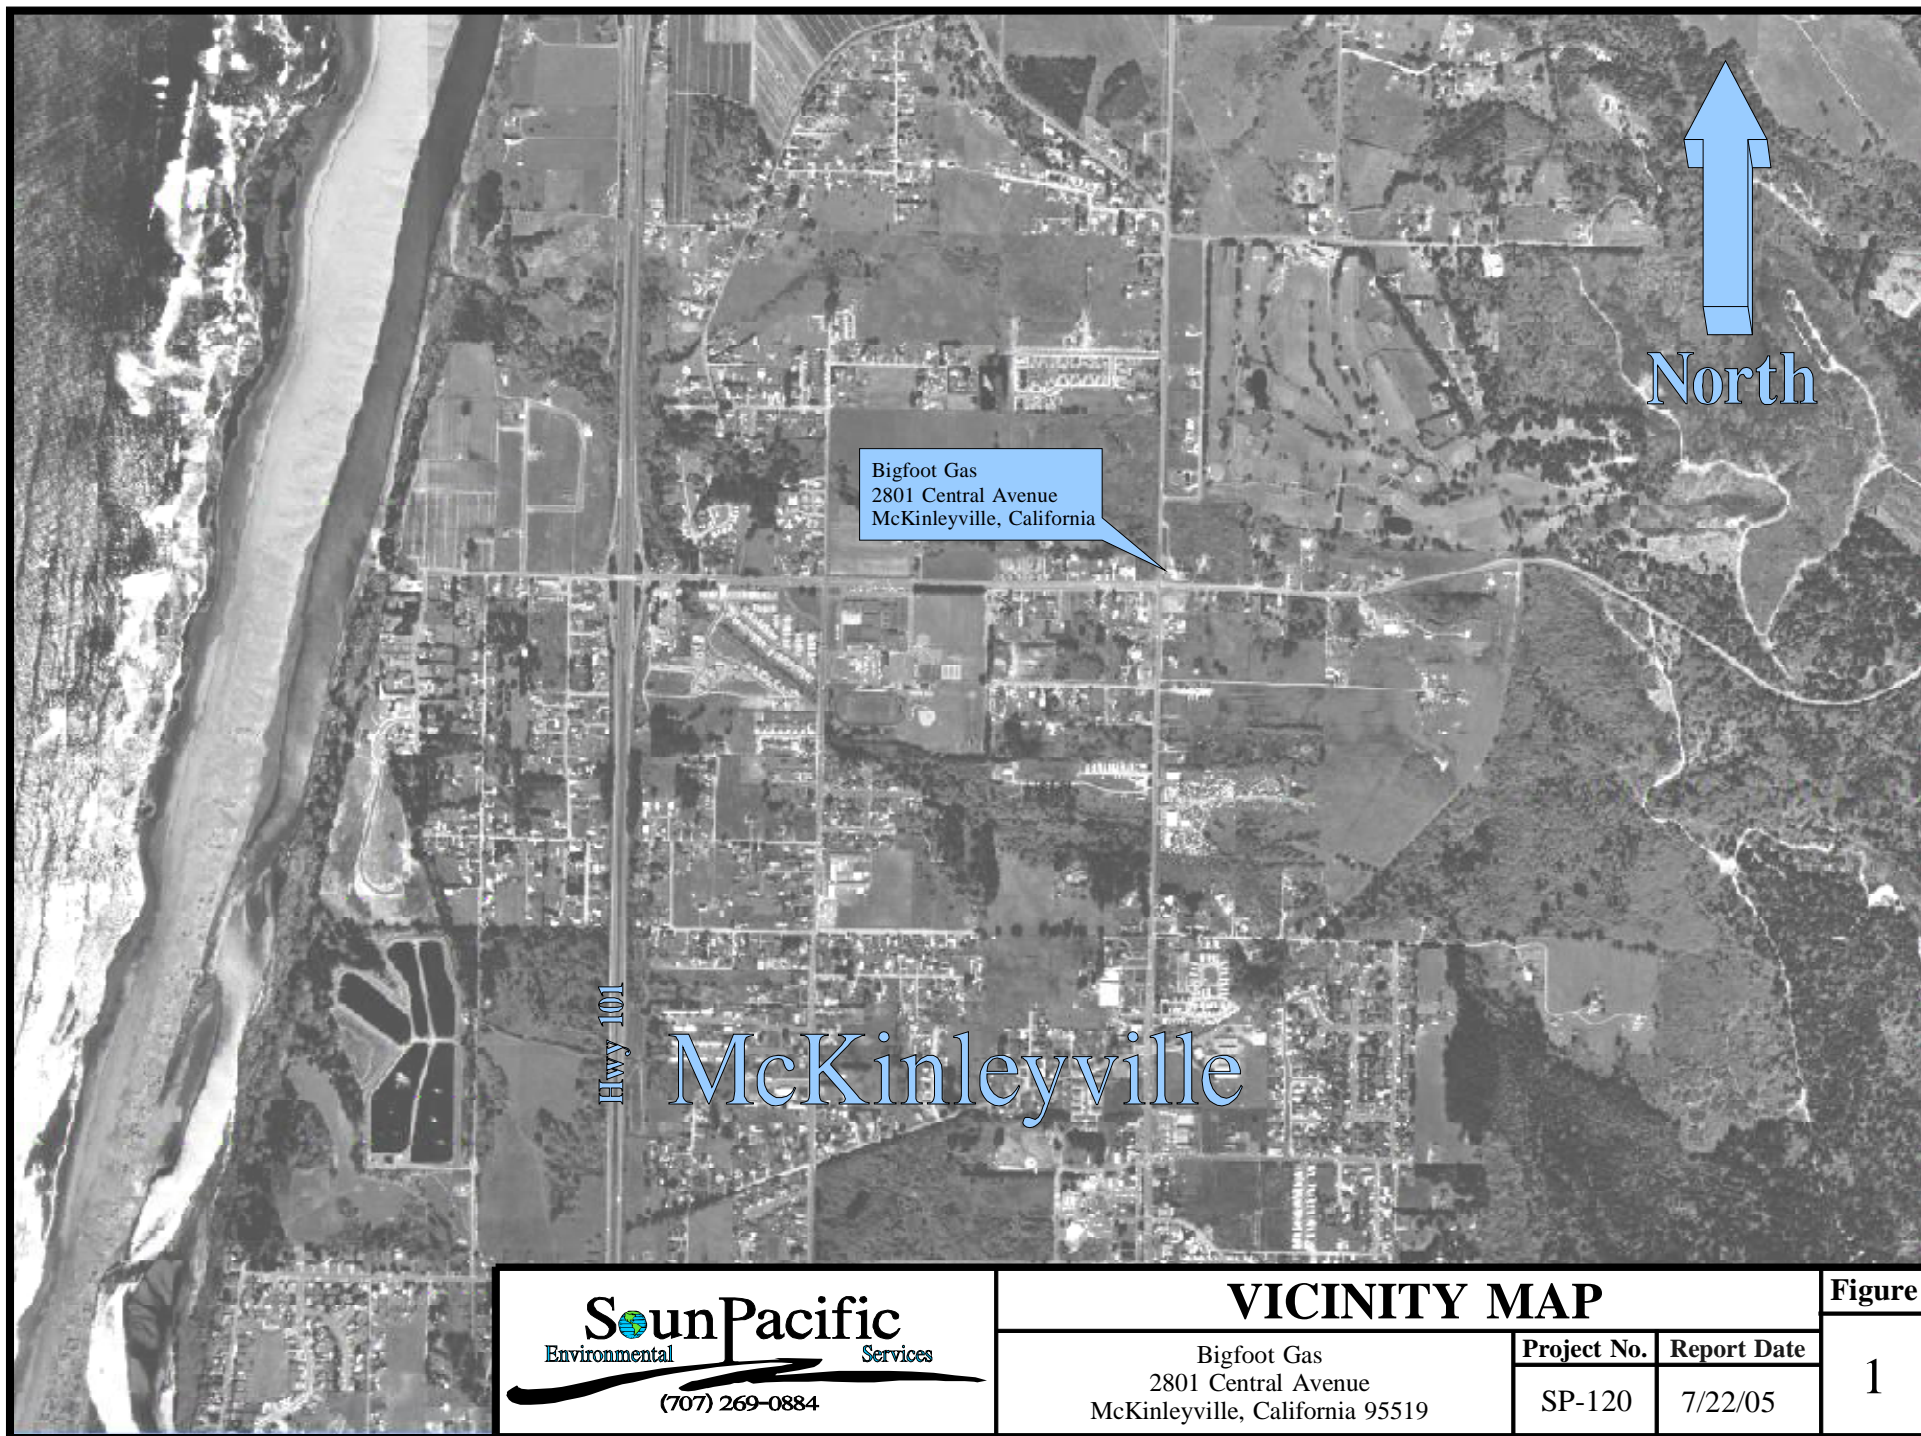 North
Bigfoot Gas
2801 Central Avenue
McKinleyville, California
Hwy 101
McKinleyville
SounPacific
Environmental Services
(707) 269-0884
VICINITY MAP
Bigfoot Gas
2801 Central Avenue
McKinleyville, California 95519
Project No.
SP-120
Report Date
7/22/05
Figure
1